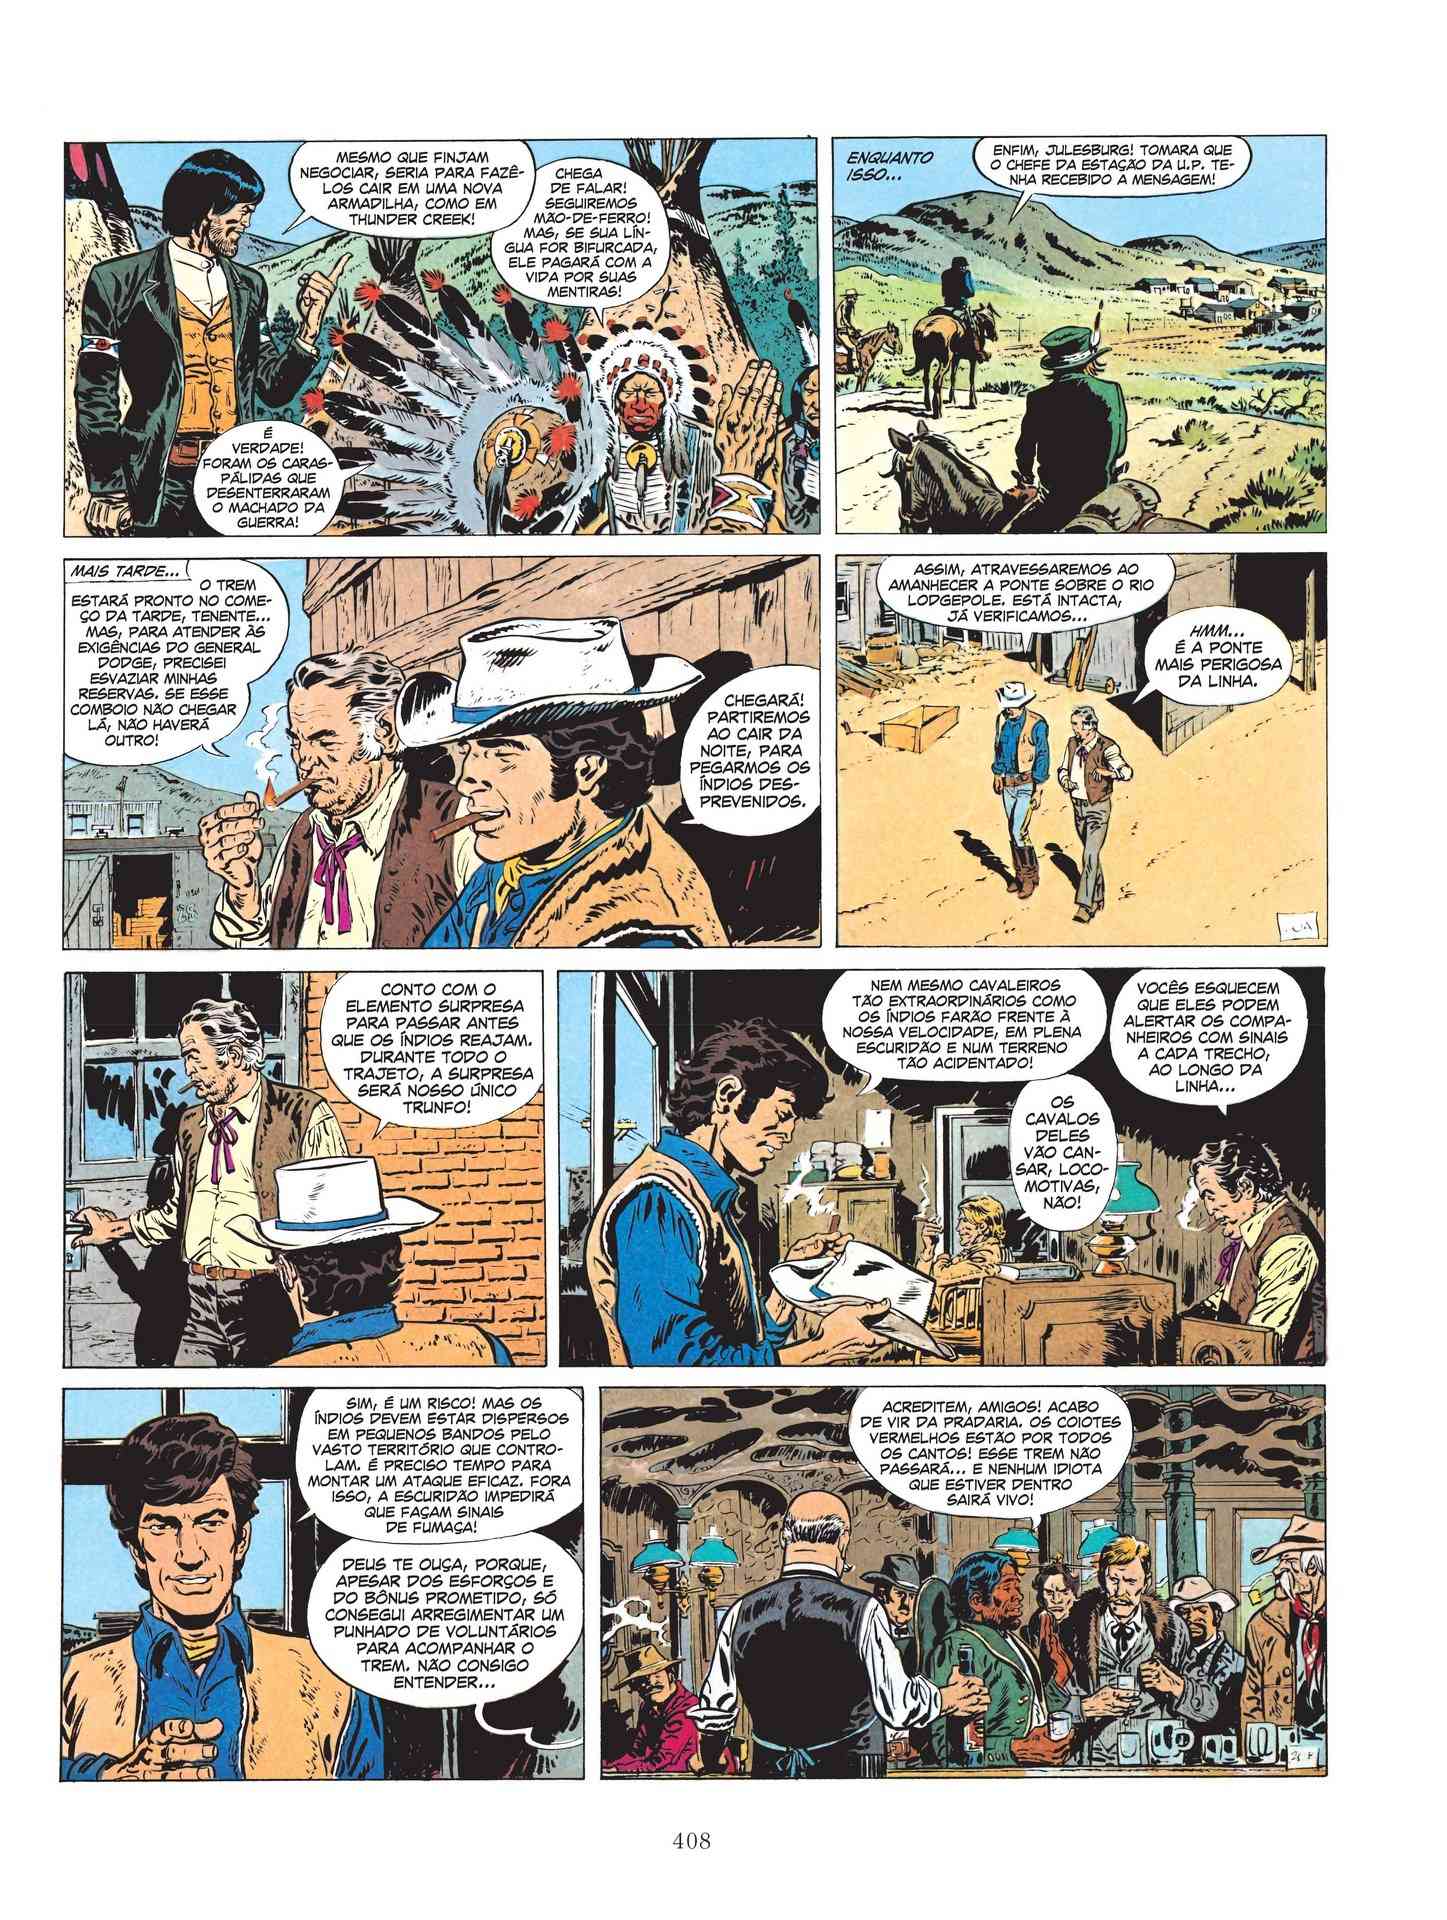 MESMO QUE FINJAM
NEGOCIAR, SERIA PARA FAZÊ-
LOS CAIR EM UMA NOVA
ARMADILHA, COMO EM
THUNDER CREEK!
CHEGA
DE FALAR!
SEGUIREMOS
MÃO-DE-FERRO!
MAS, SE SUA LÍN-
GUA FOR BIFURCADA,
ELE PAGARÁ COM A
VIDA POR SUAS
MENTIRAS!
É
VERDADE!
FORAM OS CARAS-
PÁLIDAS QUE
DESENTERRARAM
O MACHADO DA
GUERRA!
ENQUANTO
ISSO...
ENFIM, JULESBURG! TOMARA QUE
O CHEFE DA ESTAÇÃO DA U.P. TE-
NHA RECEBIDO A MENSAGEM!
MAIS TARDE...
O TREM
ESTARÁ PRONTO NO COME-
ÇO DA TARDE, TENENTE...
MAS, PARA ATENDER ÀS
EXIGÊNCIAS DO GENERAL
DODGE, PRECISEI
ESVAZIAR MINHAS
RESERVAS. SE ESSE
COMBOIO NÃO CHEGAR
LÁ, NÃO HAVERÁ
OUTRO!
CHEGARÁ!
PARTIREMOS
AO CAIR DA
NOITE, PARA
PEGARMOS OS
ÍNDIOS DES-
PREVENIDOS.
ASSIM, ATRAVESSAREMOS AO
AMANHECER A PONTE SOBRE O RIO
LODGEPOLE. ESTÁ INTACTA,
JÁ VERIFICAMOS...
HMM...
É A PONTE
MAIS PERIGOSA
DA LINHA.
CONTO COM O
ELEMENTO SURPRESA
PARA PASSAR ANTES
QUE OS ÍNDIOS REAJAM.
DURANTE TODO O
TRAJETO, A SURPRESA
SERÁ NOSSO ÚNICO
TRUNFO!
NEM MESMO CAVALEIROS
TÃO EXTRAORDINÁRIOS COMO
OS ÍNDIOS FARÃO FRENTE À
NOSSA VELOCIDADE, EM PLENA
ESCURIDÃO E NUM TERRENO
TÃO ACIDENTADO!
OS
CAVALOS
DELES
VÃO CAN-
SAR, LOCO-
MOTIVAS,
NÃO!
VOCÊS ESQUECEM
QUE ELES PODEM
ALERTAR OS COMPA-
NHEIROS COM SINAIS
A CADA TRECHO,
AO LONGO DA
LINHA...
SIM, É UM RISCO! MAS OS
ÍNDIOS DEVEM ESTAR DISPERSOS
EM PEQUENOS BANDOS PELO
VASTO TERRITÓRIO QUE CONTRO-
LAM. É PRECISO TEMPO PARA
MONTAR UM ATAQUE EFICAZ. FORA
ISSO, A ESCURIDÃO IMPEDIRÁ
QUE FAÇAM SINAIS
DE FUMAÇA!
DEUS TE OUÇA, PORQUE,
APESAR DOS ESFORÇOS E
DO BÔNUS PROMETIDO, SÓ
CONSEGUI ARREGIMENTAR UM
PUNHADO DE VOLUNTÁRIOS
PARA ACOMPANHAR O
TREM. NÃO CONSIGO
ENTENDER...
ACREDITEM, AMIGOS! ACABO
DE VIR DA PRADARIA. OS COIOTES
VERMELHOS ESTÃO POR TODOS
OS CANTOS! ESSE TREM NÃO
PASSARÁ... E NENHUM IDIOTA
QUE ESTIVER DENTRO
SAIRÁ VIVO!
408